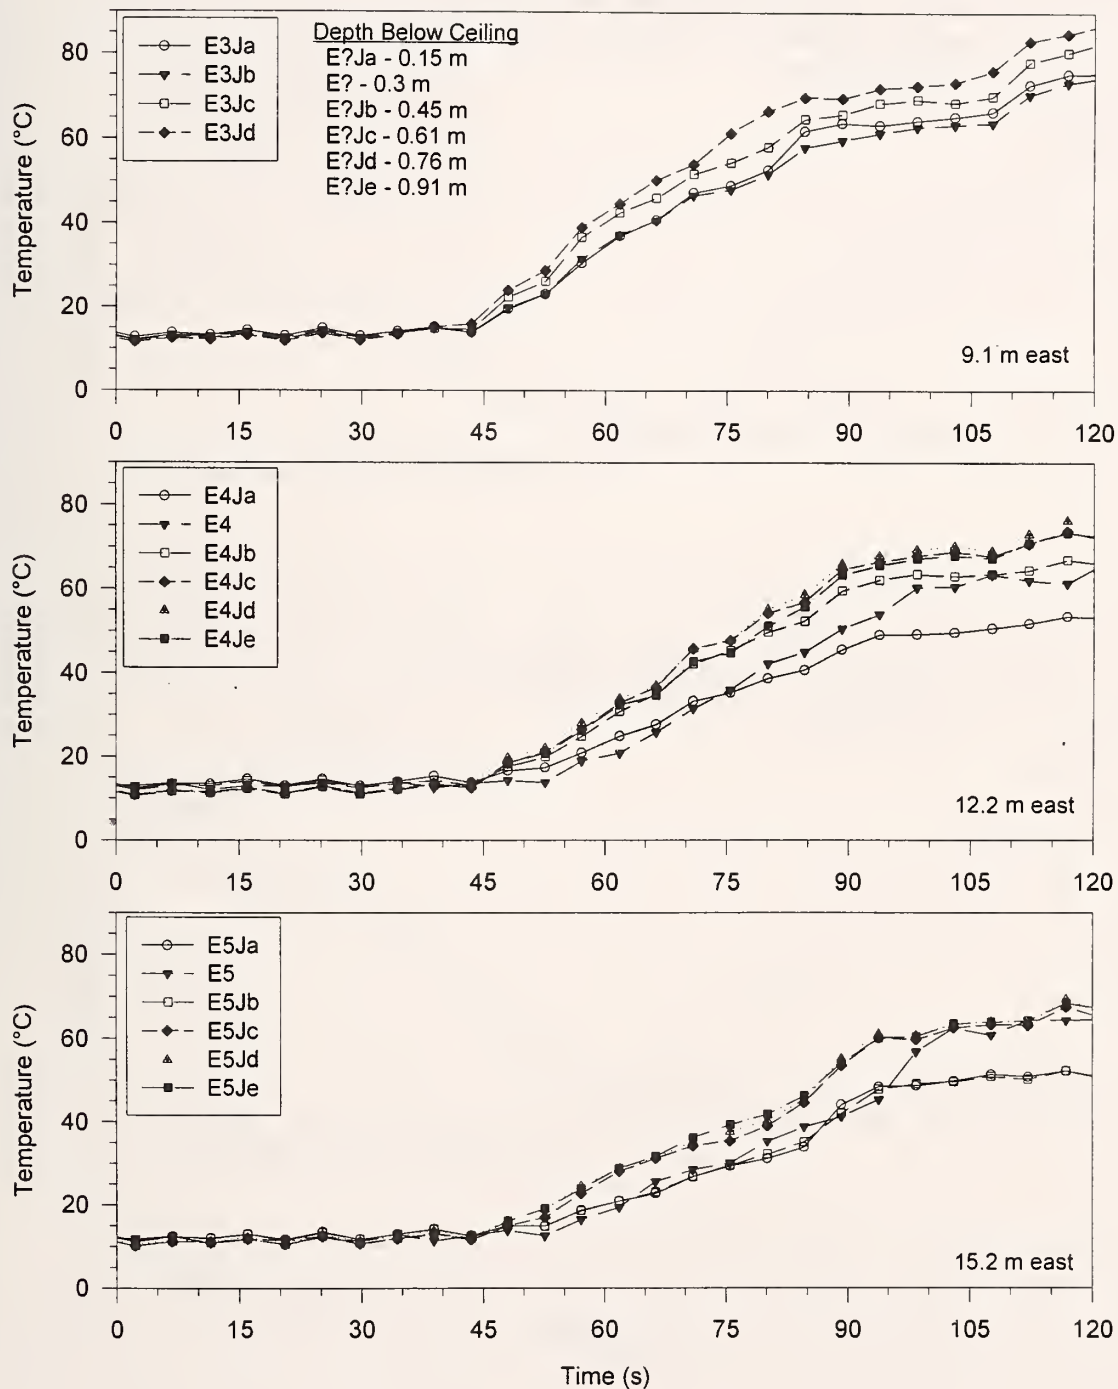 E3Ja
E3Jb
E3Jc
E3Jd
Depth Below Ceiling
E?Ja - 0.15 m
E? - 0.3 m
E?Jb - 0.45 m
E?Jc - 0.61 m
E?Jd - 0.76 m
E?Je - 0.91 m
Temperature (°C)
80
60
40
20
0
9.1 m east
0 15 30 45 60 75 90 105 120
E4Ja
E4
E4Jb
E4Jc
E4Jd
E4Je
Temperature (°C)
80
60
40
20
0
12.2 m east
0 15 30 45 60 75 90 105 120
E5Ja
E5
E5Jb
E5Jc
E5Jd
E5Je
Temperature (°C)
80
60
40
20
0
15.2 m east
0 15 30 45 60 75 90 105 120
Time (s)